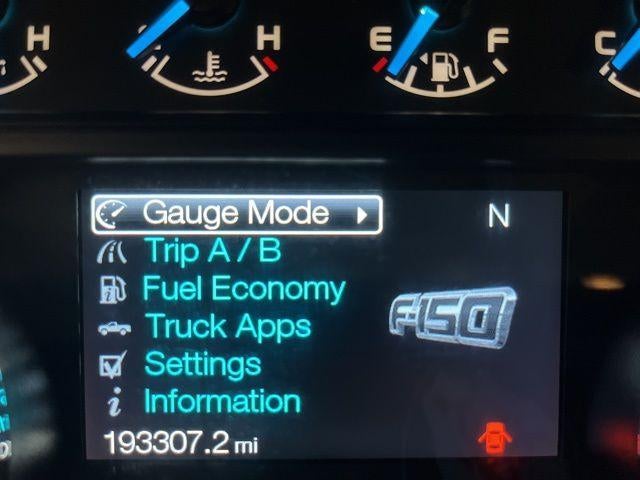 H H E F C
Gauge Mode N
Trip A / B
Fuel Economy
F-150
Truck Apps
Settings
Information
193307.2 mi